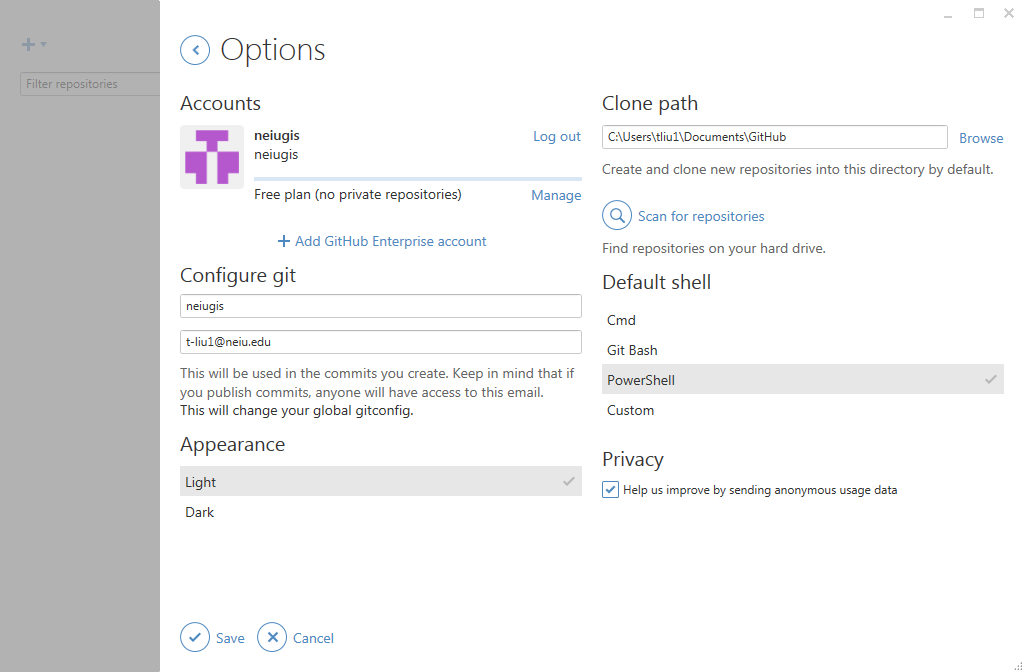 Filter repositories
Options
Accounts
neiugis
neiugis
Log out
Free plan (no private repositories)
Manage
Add GitHub Enterprise account
Configure git
neiugis
t-liu1@neiu.edu
This will be used in the commits you create. Keep in mind that if
you publish commits, anyone will have access to this email.
This will change your global gitconfig.
Appearance
Light
Dark
Save
Cancel
Clone path
C:\Users\tliu1\Documents\GitHub
Browse
Create and clone new repositories into this directory by default.
Scan for repositories
Find repositories on your hard drive.
Default shell
Cmd
Git Bash
PowerShell
Custom
Privacy
Help us improve by sending anonymous usage data